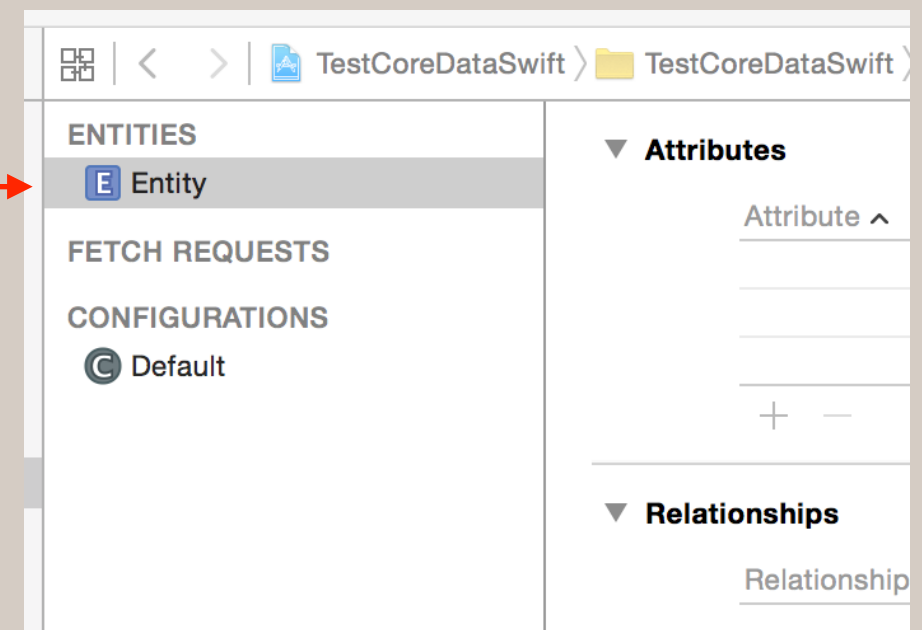 TestCoreDataSwift TestCoreDataSwift
ENTITIES
E Entity
FETCH REQUESTS
CONFIGURATIONS
C Default
Attributes
Attribute
Relationships
Relationship